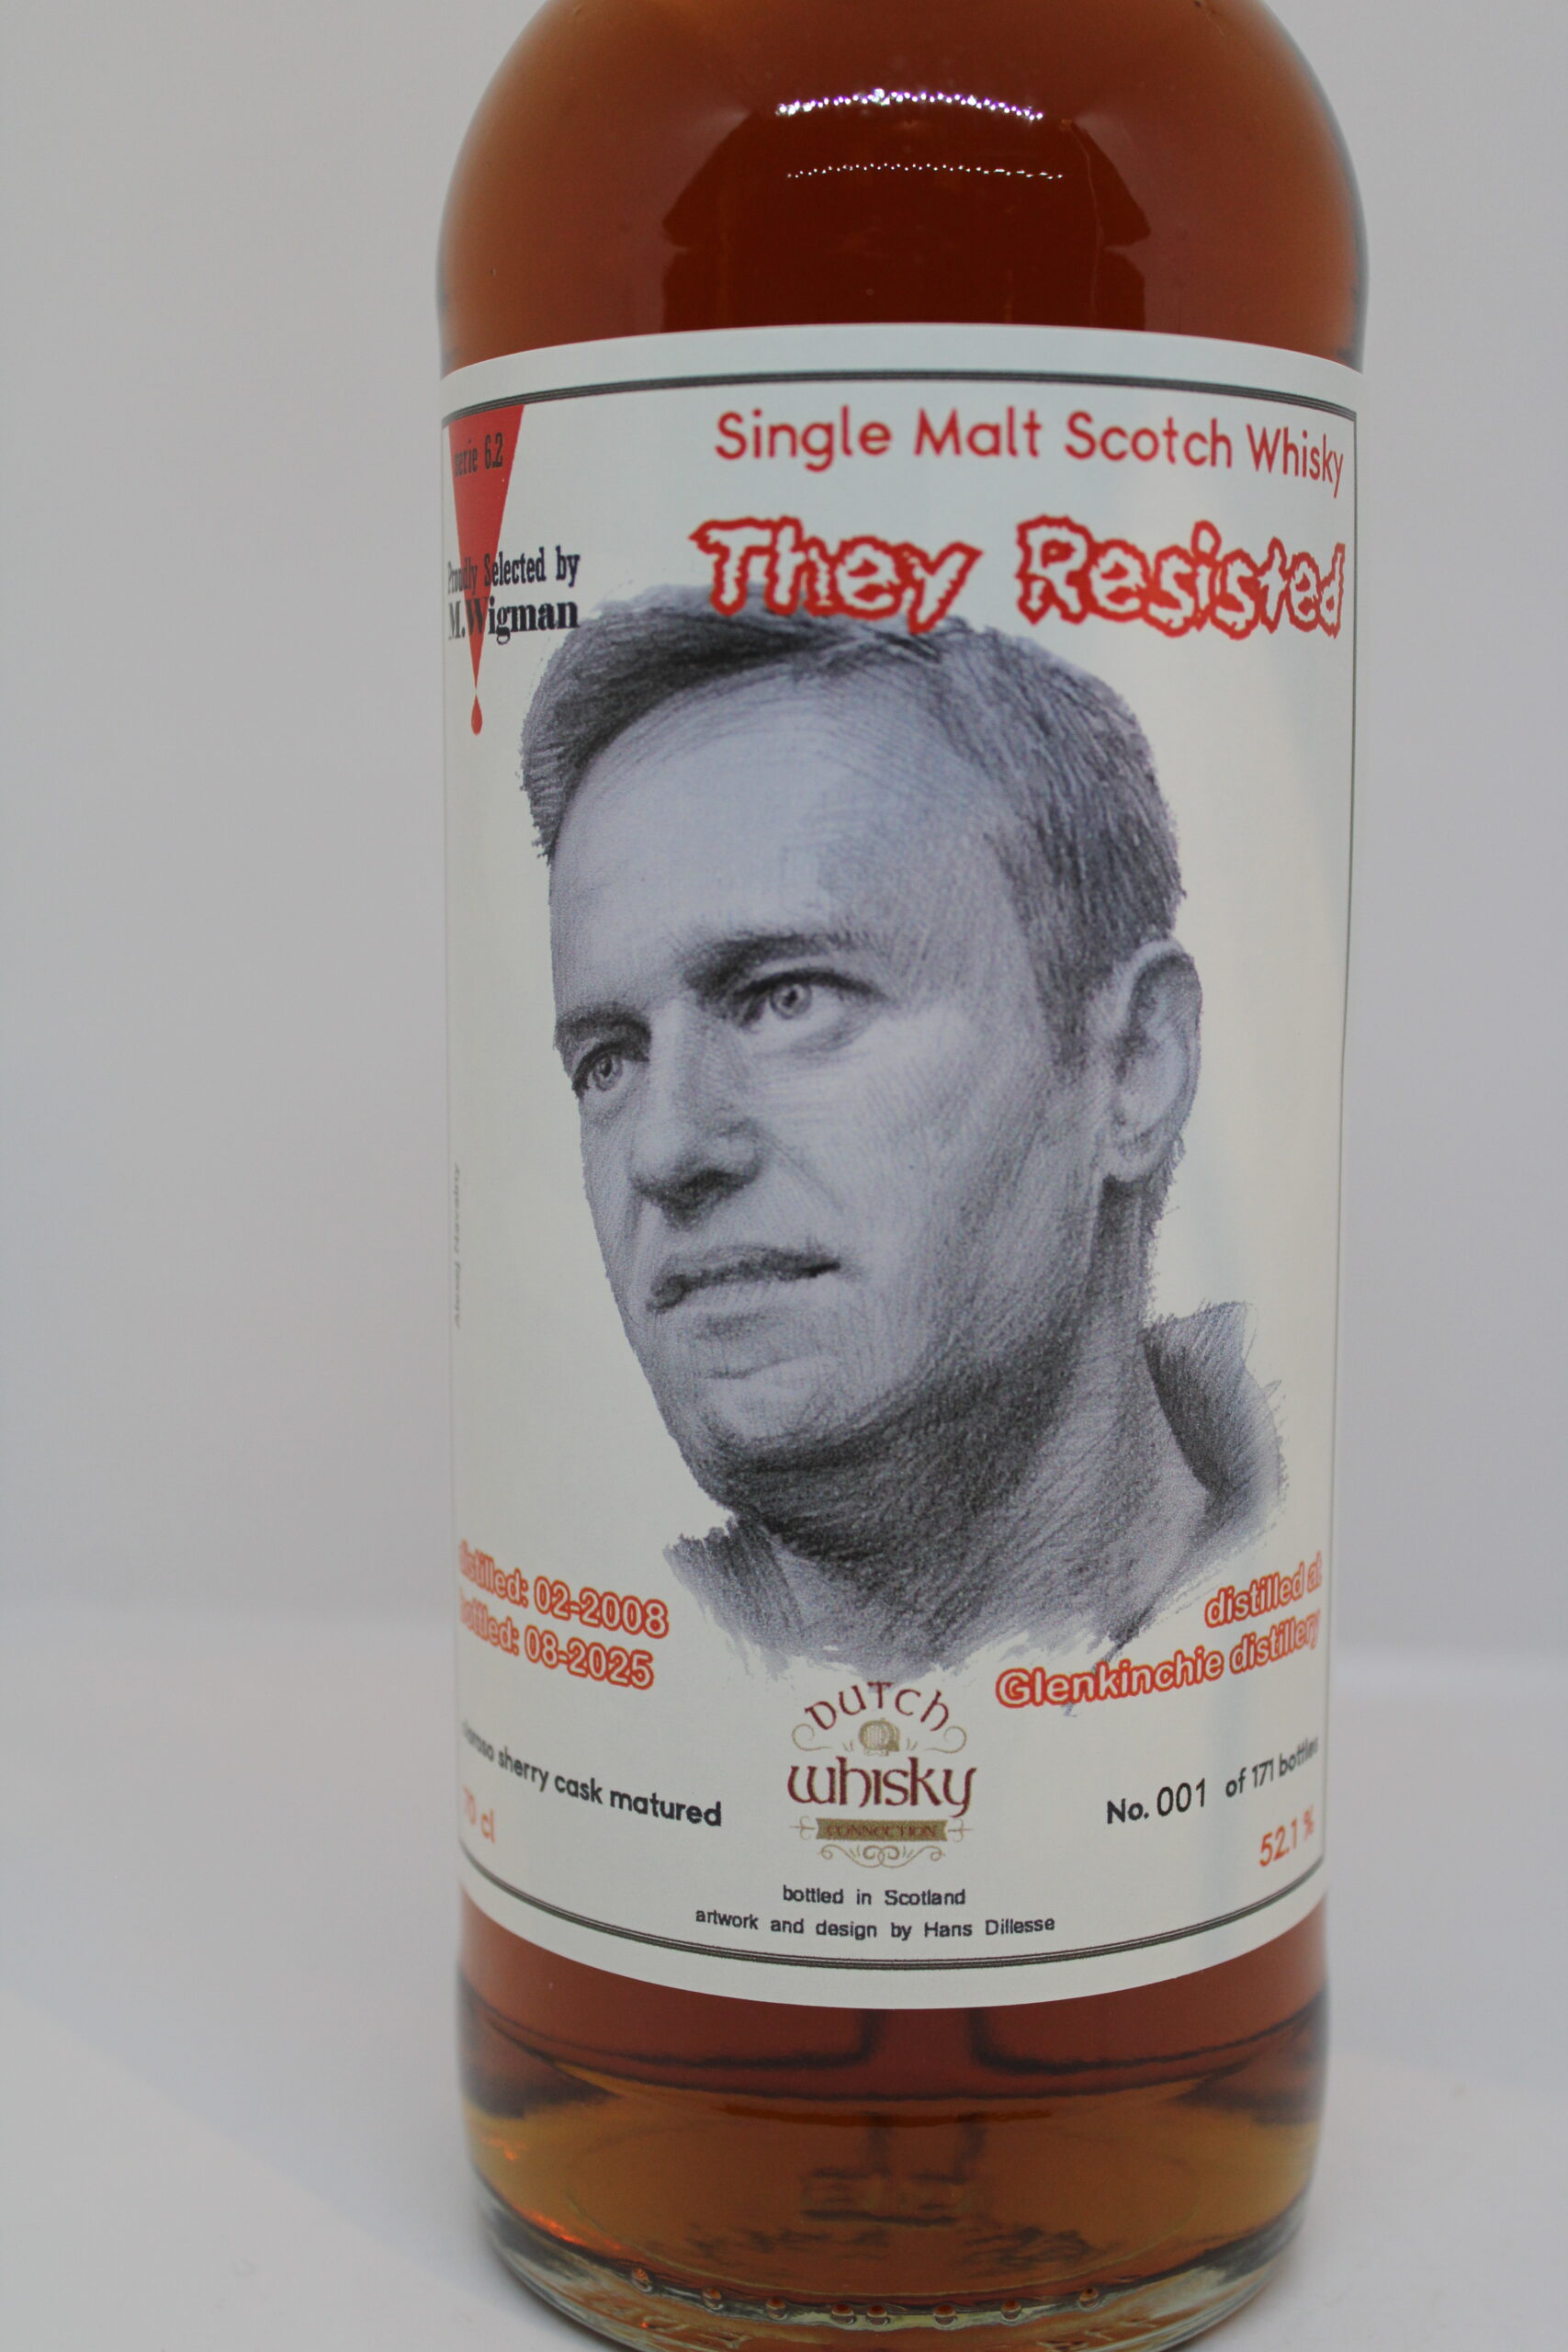 serie 6.2
Single Malt Scotch Whisky
They Resisted
Proudly Selected by
M.Wigman
distilled: 02-2008
bottled: 08-2025
distilled at
Glenkinchie distillery
sherry cask matured
70 cl
DUTCH
whisky
CONNECTION
No. 001 of 171 bottles
52.1 %
bottled in Scotland
artwork and design by Hans Dillesse